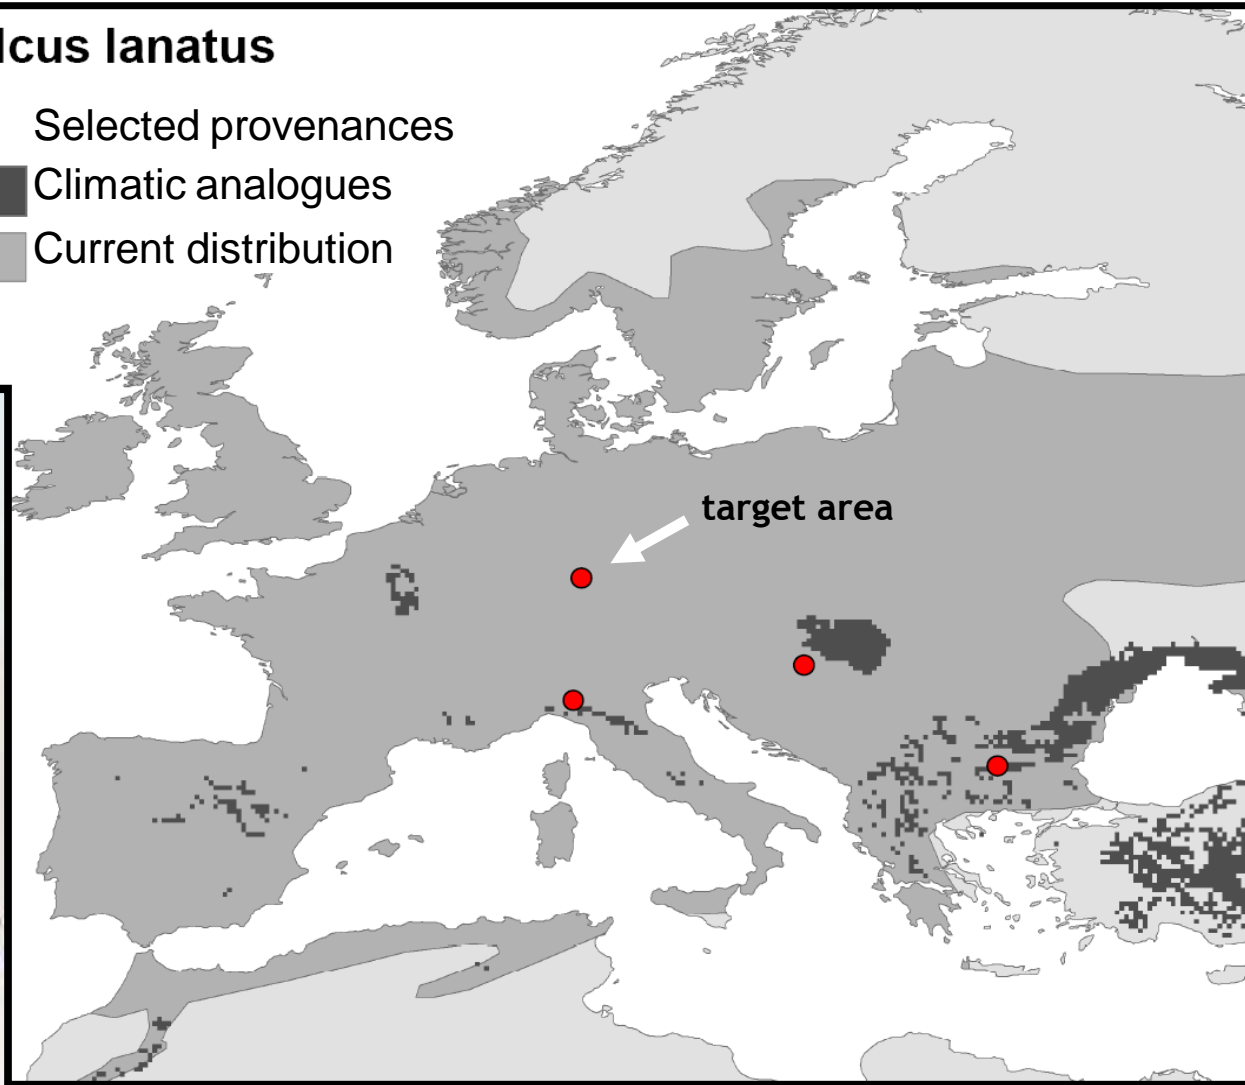 lcus lanatus
Selected provenances
Climatic analogues
Current distribution
target area